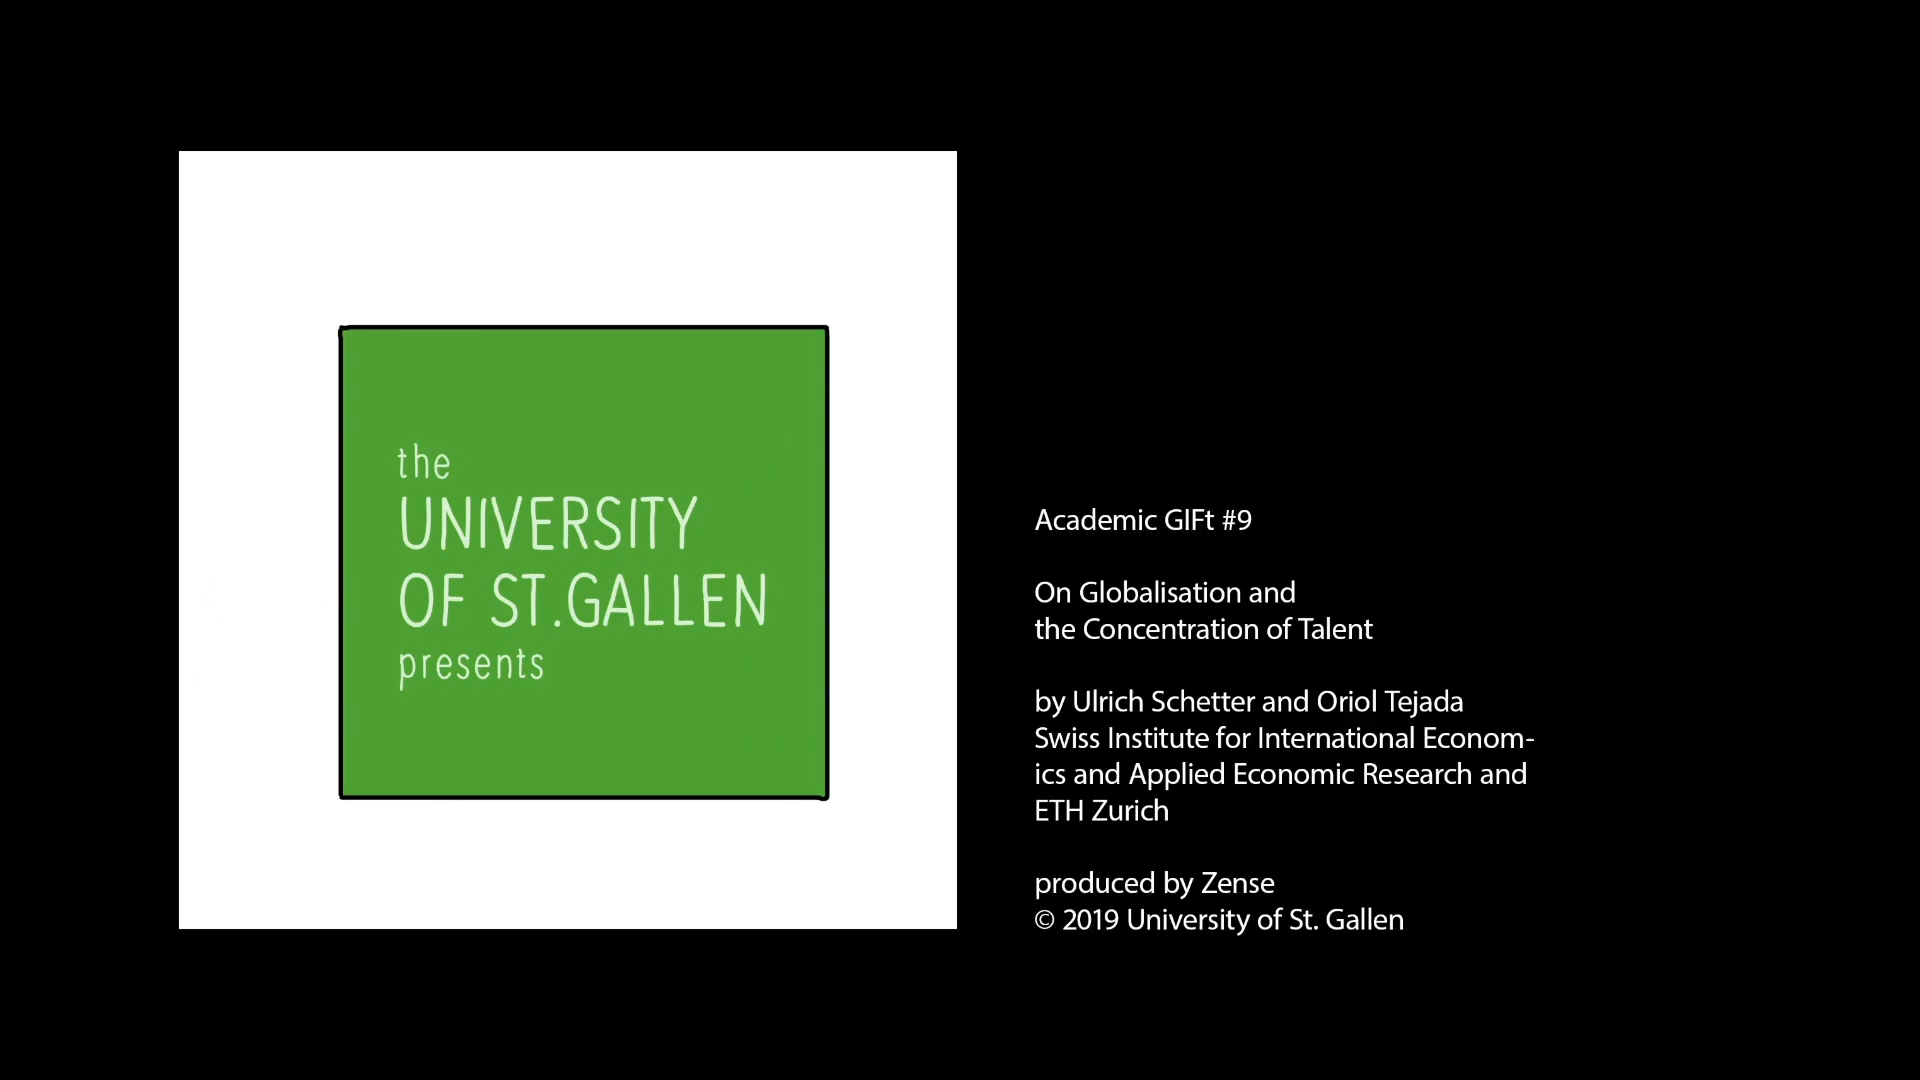 the
UNIVERSITY
OF ST.GALLEN
presents
Academic GIFt #9
On Globalisation and
the Concentration of Talent
by Ulrich Schetter and Oriol Tejada
Swiss Institute for International Econom-
ics and Applied Economic Research and
ETH Zurich
produced by Zense
© 2019 University of St. Gallen